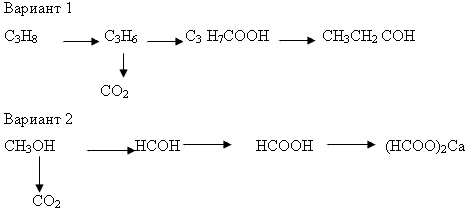 Вариант 1
C3H8 → C3H6 → C3 H7COOH → CH3CH2 COH
↓
CO2
Вариант 2
CH3OH → HCOH → HCOOH → (HCOO)2Ca
↓
CO2